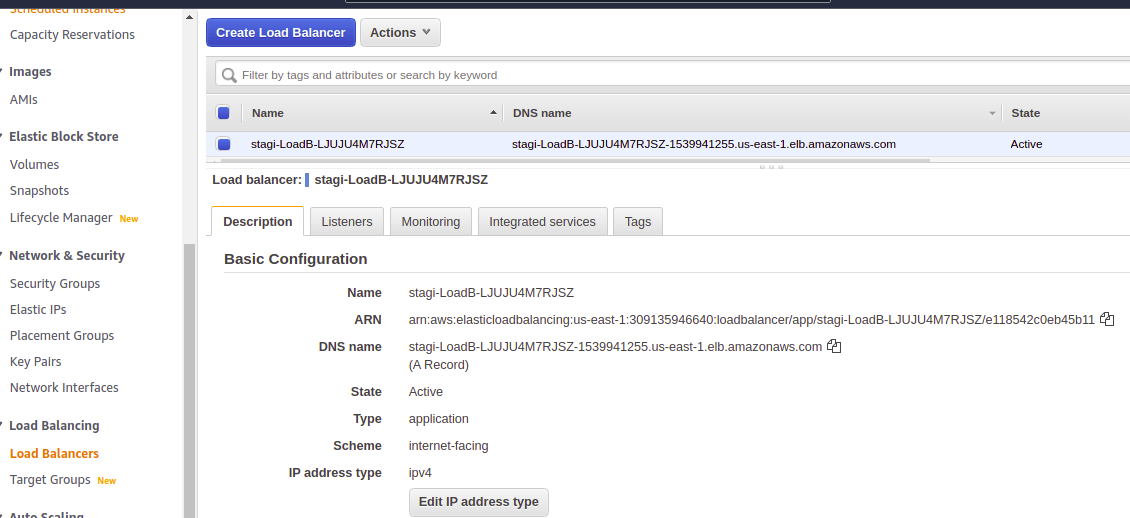 Scheduled Instances
Capacity Reservations
Images
AMIs
Elastic Block Store
Volumes
Snapshots
Lifecycle Manager New
Network & Security
Security Groups
Elastic IPs
Placement Groups
Key Pairs
Network Interfaces
Load Balancing
Load Balancers
Target Groups New
Auto Scaling
Create Load Balancer Actions
Filter by tags and attributes or search by keyword
Name DNS name State
stagi-LoadB-LJUJU4M7RJSZ stagi-LoadB-LJUJU4M7RJSZ-1539941255.us-east-1.elb.amazonaws.com Active
Load balancer: stagi-LoadB-LJUJU4M7RJSZ
Description Listeners Monitoring Integrated services Tags
Basic Configuration
Name stagi-LoadB-LJUJU4M7RJSZ
ARN arn:aws:elasticloadbalancing:us-east-1:309135946640:loadbalancer/app/stagi-LoadB-LJUJU4M7RJSZ/e118542c0eb45b11
DNS name stagi-LoadB-LJUJU4M7RJSZ-1539941255.us-east-1.elb.amazonaws.com
(A Record)
State Active
Type application
Scheme internet-facing
IP address type ipv4
Edit IP address type